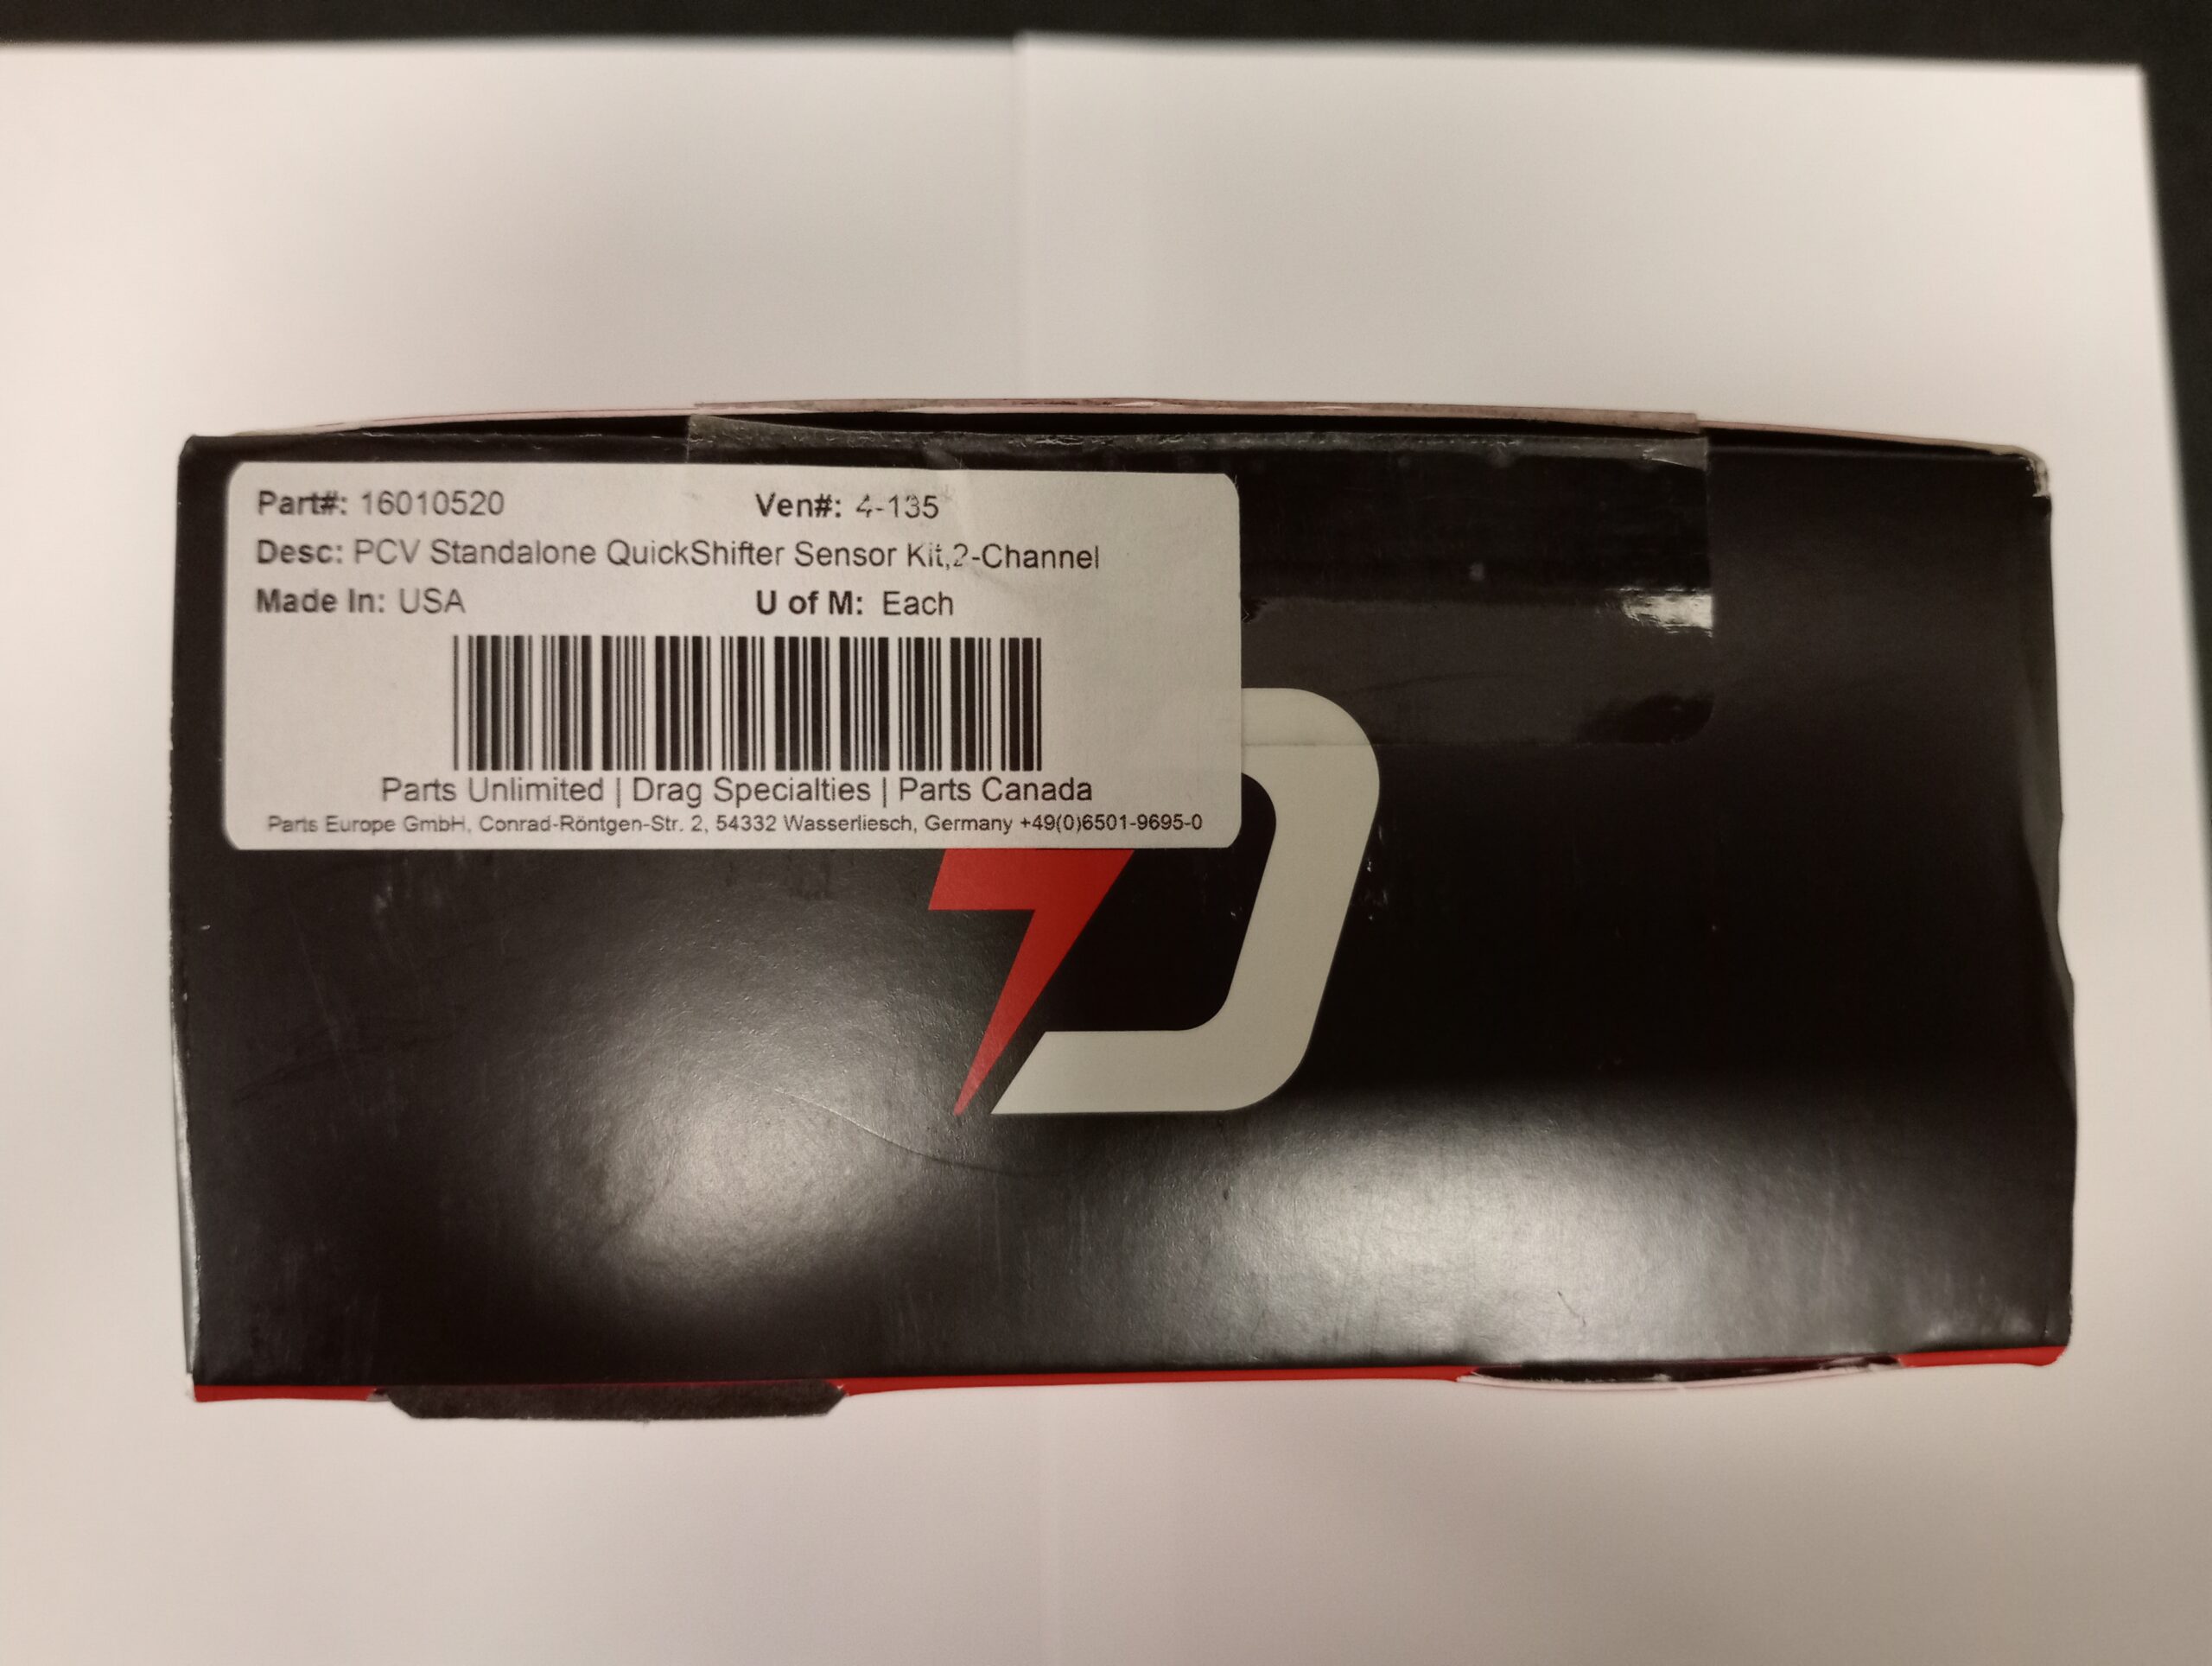 Part#: 16010520 Ven#: 4-135
Desc: PCV Standalone QuickShifter Sensor Kit,2-Channel
Made In: USA U of M: Each
Parts Unlimited | Drag Specialties | Parts Canada
Parts Europe GmbH, Conrad-Röntgen-Str. 2, 54332 Wasserliesch, Germany +49(0)6501-9695-0